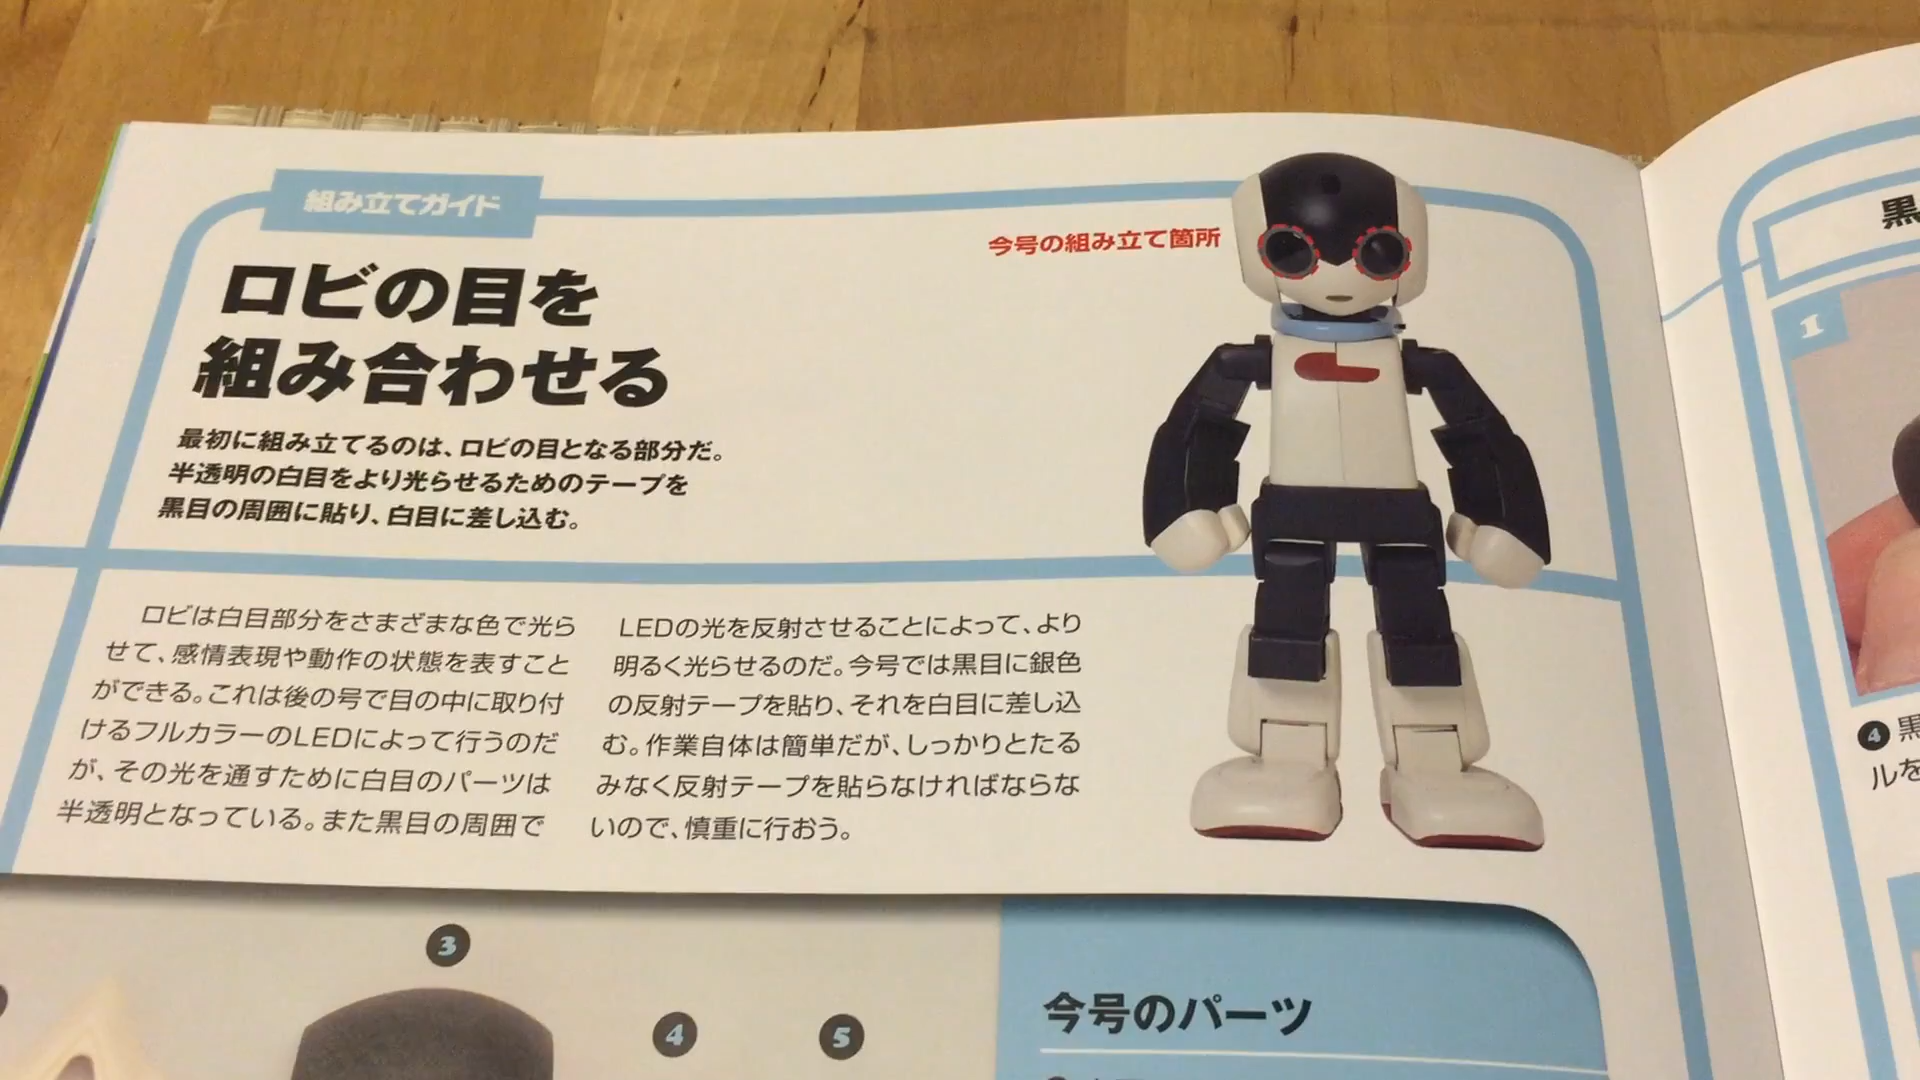 組み立てガイド
ロビの目を
組み合わせる
最初に組み立てるのは、ロビの目となる部分だ。
半透明の白目をより光らせるためのテープを
黒目の周囲に貼り、白目に差し込む。
今号の組み立て箇所
ロビは白目部分をさまざまな色で光ら
せて、感情表現や動作の状態を表すこと
ができる。これは後の号で目の中に取り付
けるフルカラーのLEDによって行うのだ
が、その光を通すために白目のパーツは
半透明となっている。また黒目の周囲で
LEDの光を反射させることによって、より
明るく光らせるのだ。今号では黒目に銀色
の反射テープを貼り、それを白目に差し込
む。作業自体は簡単だが、しっかりとたる
みなく反射テープを貼らなければならな
いので、慎重に行おう。
3
4
5
今号のパーツ
黒
1
4 黒
ルを